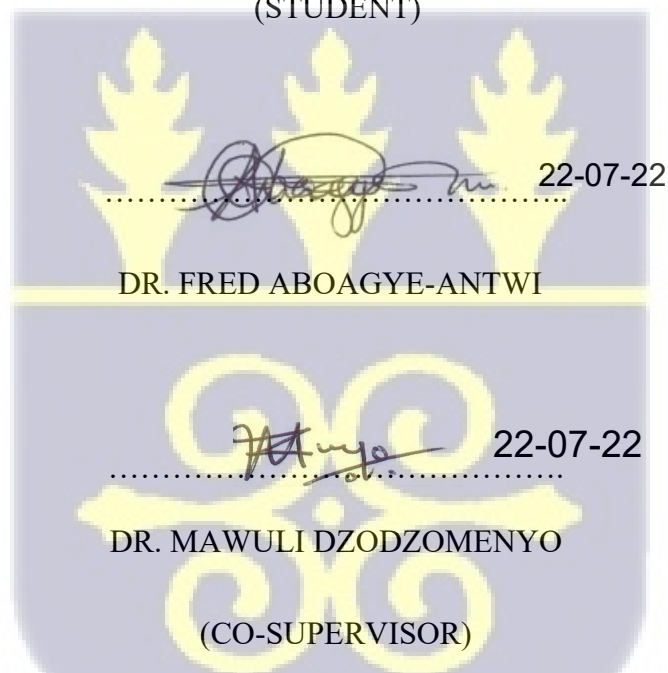 (STUDENT)
22-07-22
……………………………………..
DR. FRED ABOAGYE-ANTWI
22-07-22
……………………………………..
DR. MAWULI DZODZOMENYO
(CO-SUPERVISOR)